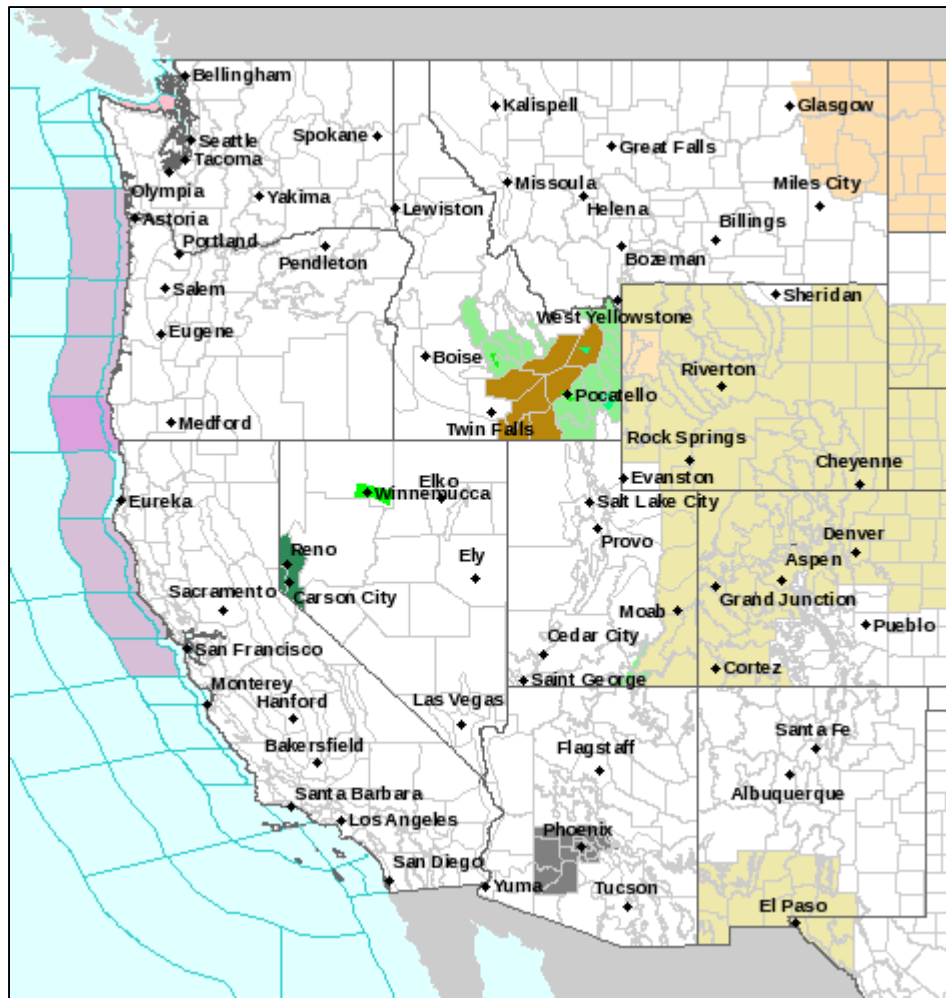 Bellingham
Kalispell
Glasgow
Seattle
Spokane
Great Falls
Tacoma
Olympia
Yakima
Missoula
Miles City
Lewiston
Helena
Astoria
Billings
Portland
Pendleton
Bozeman
Salem
Sheridan
West Yellowstone
Eugene
Boise
Riverton
Pocatello
Medford
Twin Falls
Rock Springs
Cheyenne
Evanston
Elko
Winnemucca
Eureka
Salt Lake City
Provo
Denver
Reno
Ely
Aspen
Sacramento
Carson City
Grand Junction
Moab
Pueblo
Cedar City
San Francisco
Cortez
Saint George
Monterey
Hanford
Las Vegas
Santa Fe
Bakersfield
Flagstaff
Albuquerque
Santa Barbara
Los Angeles
Phoenix
San Diego
Yuma
Tucson
El Paso